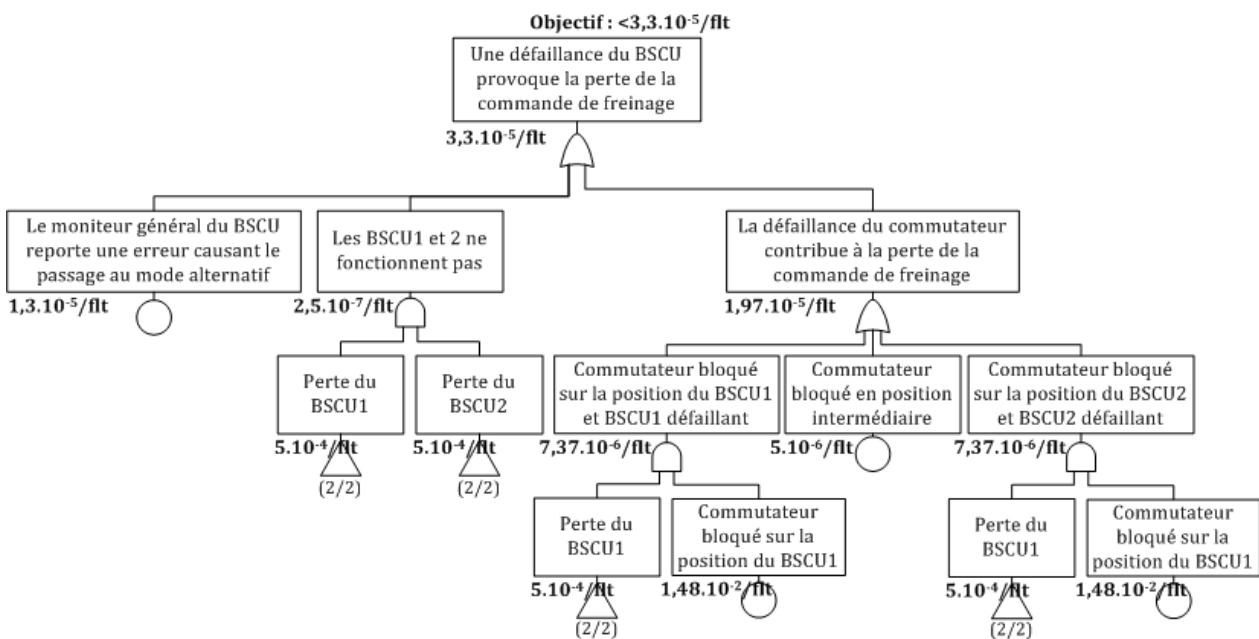 Objectif : <3,3.10⁻⁵/flt
Une défaillance du BSCU
provoque la perte de la
commande de freinage
3,3.10⁻⁵/flt
Le moniteur général du BSCU
reporte une erreur causant le
passage au mode alternatif
1,3.10⁻⁵/flt
Les BSCU1 et 2 ne
fonctionnent pas
2,5.10⁻⁷/flt
La défaillance du commutateur
contribue à la perte de la
commande de freinage
1,97.10⁻⁵/flt
Perte du
BSCU1
5.10⁻⁴/flt
(2/2)
Perte du
BSCU2
5.10⁻⁴/flt
(2/2)
Commutateur bloqué
sur la position du BSCU1
et BSCU1 défaillant
7,37.10⁻⁶/flt
Commutateur
bloqué en position
intermédiaire
5.10⁻⁶/flt
Commutateur bloqué
sur la position du BSCU2
et BSCU2 défaillant
7,37.10⁻⁶/flt
Perte du
BSCU1
5.10⁻⁴/flt
(2/2)
Commutateur
bloqué sur la
position du BSCU1
1,48.10⁻²/flt
Perte du
BSCU1
5.10⁻⁴/flt
(2/2)
Commutateur
bloqué sur la
position du BSCU1
1,48.10⁻²/flt